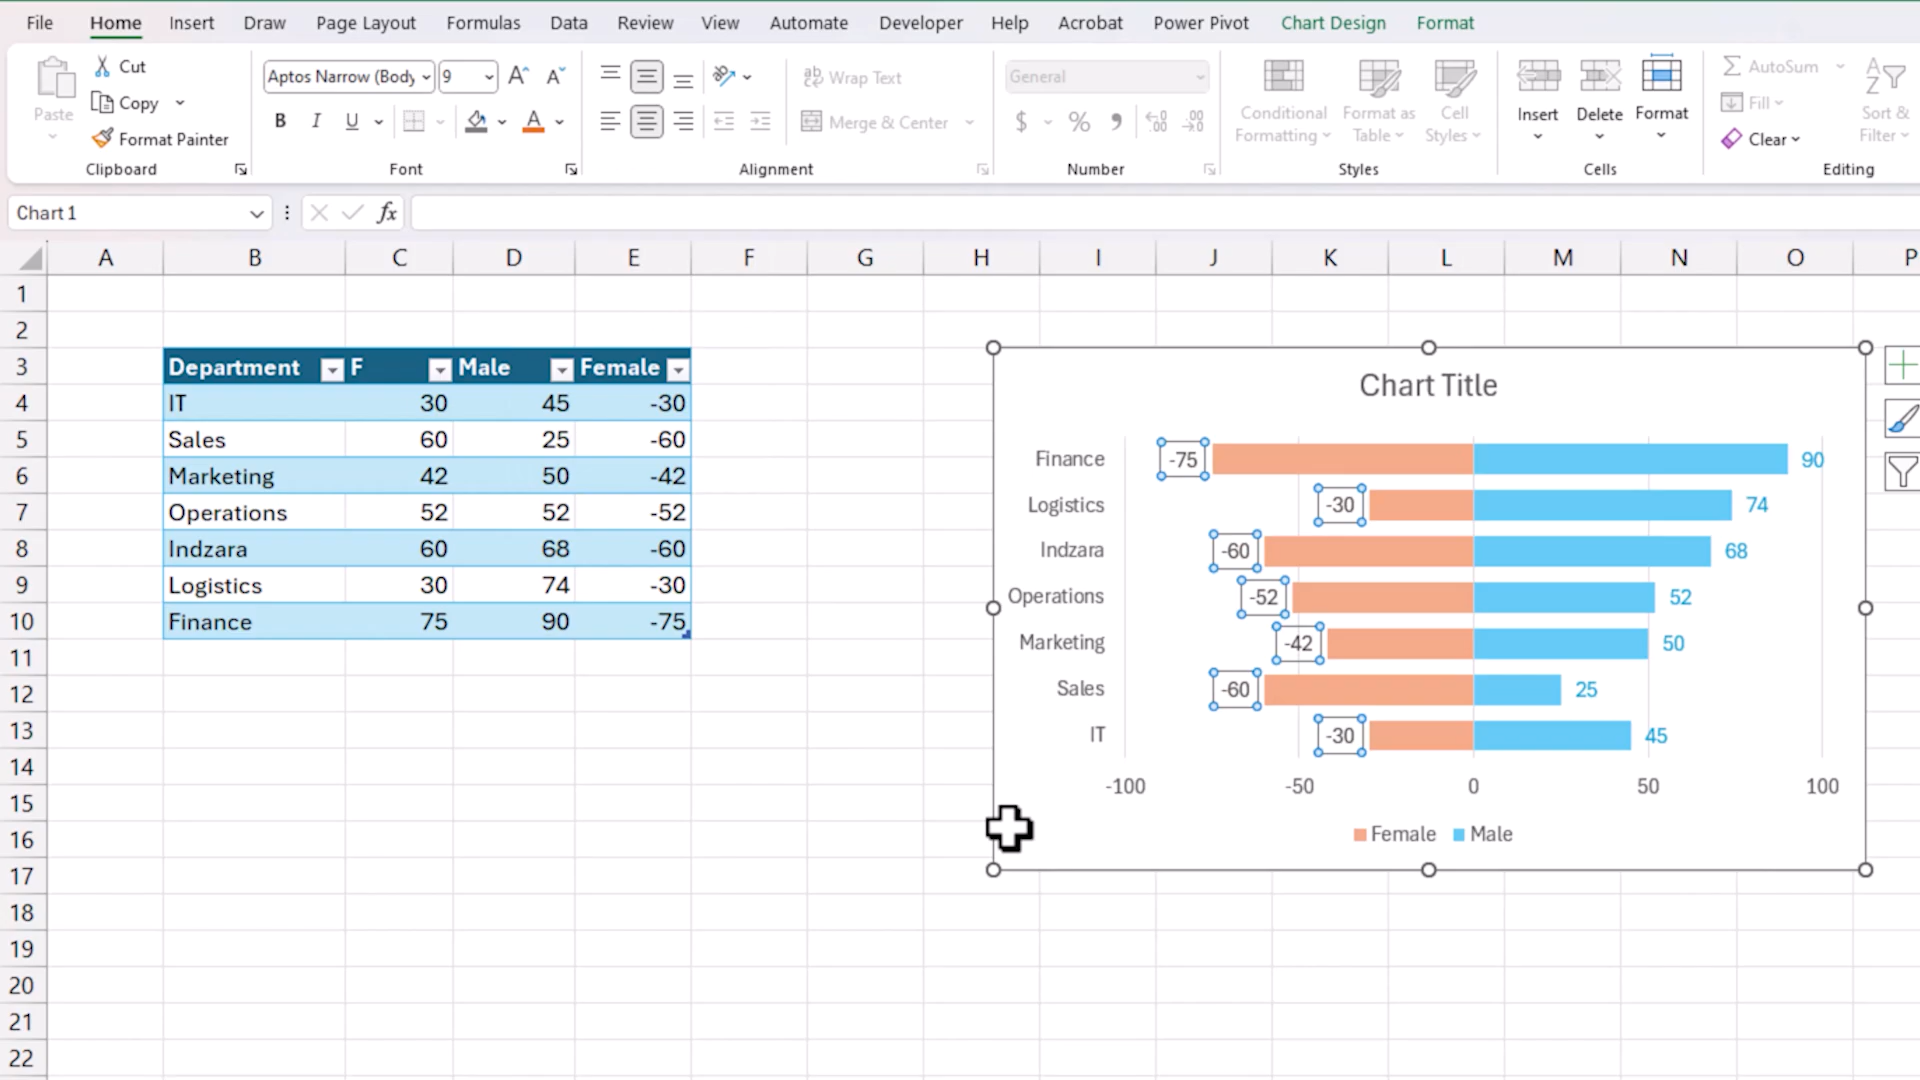 File Home Insert Draw Page Layout Formulas Data Review View Automate Developer Help Acrobat Power Pivot Chart Design Format
Paste
Cut
Copy
Format Painter
Clipboard
Aptos Narrow (Body 9 A A
B I U A
Font
ab Wrap Text
Merge & Center
Alignment
General
$ % 9
Number
Conditional Formatting
Format as Table
Cell Styles
Styles
Insert
Delete
Format
Cells
AutoSum
Fill
Clear
Sort & Filter
Editing
Chart 1 fx
A B C D E F G H I J K L M N O P
1
2
3 Department F Male Female
4 IT 30 45 -30
5 Sales 60 25 -60
6 Marketing 42 50 -42
7 Operations 52 52 -52
8 Indzara 60 68 -60
9 Logistics 30 74 -30
10 Finance 75 90 -75
11
12
13
14
15
16
17
18
19
20
21
22
Chart Title
Finance -75 90
Logistics -30 74
Indzara -60 68
Operations -52 52
Marketing -42 50
Sales -60 25
IT -30 45
-100 -50 0 50 100
Female Male